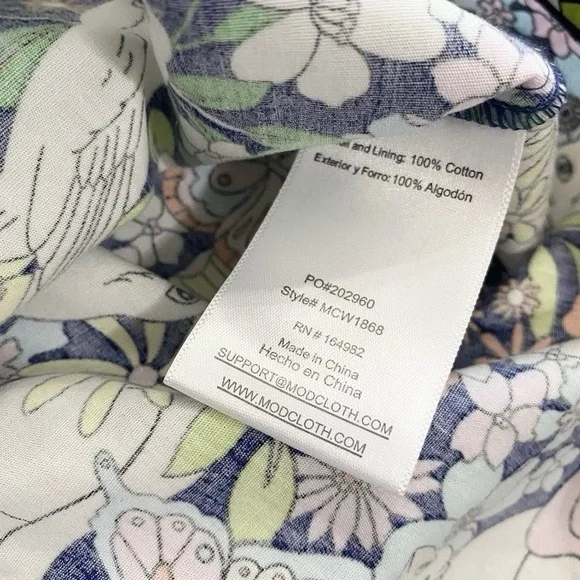 and Lining: 100% Cotton
Exterior y Forro: 100% Algodón
PO#202960
Style# MCW1868
RN # 164982
Made in China
Hecho en China
SUPPORT@MODCLOTH.COM
WWW.MODCLOTH.COM